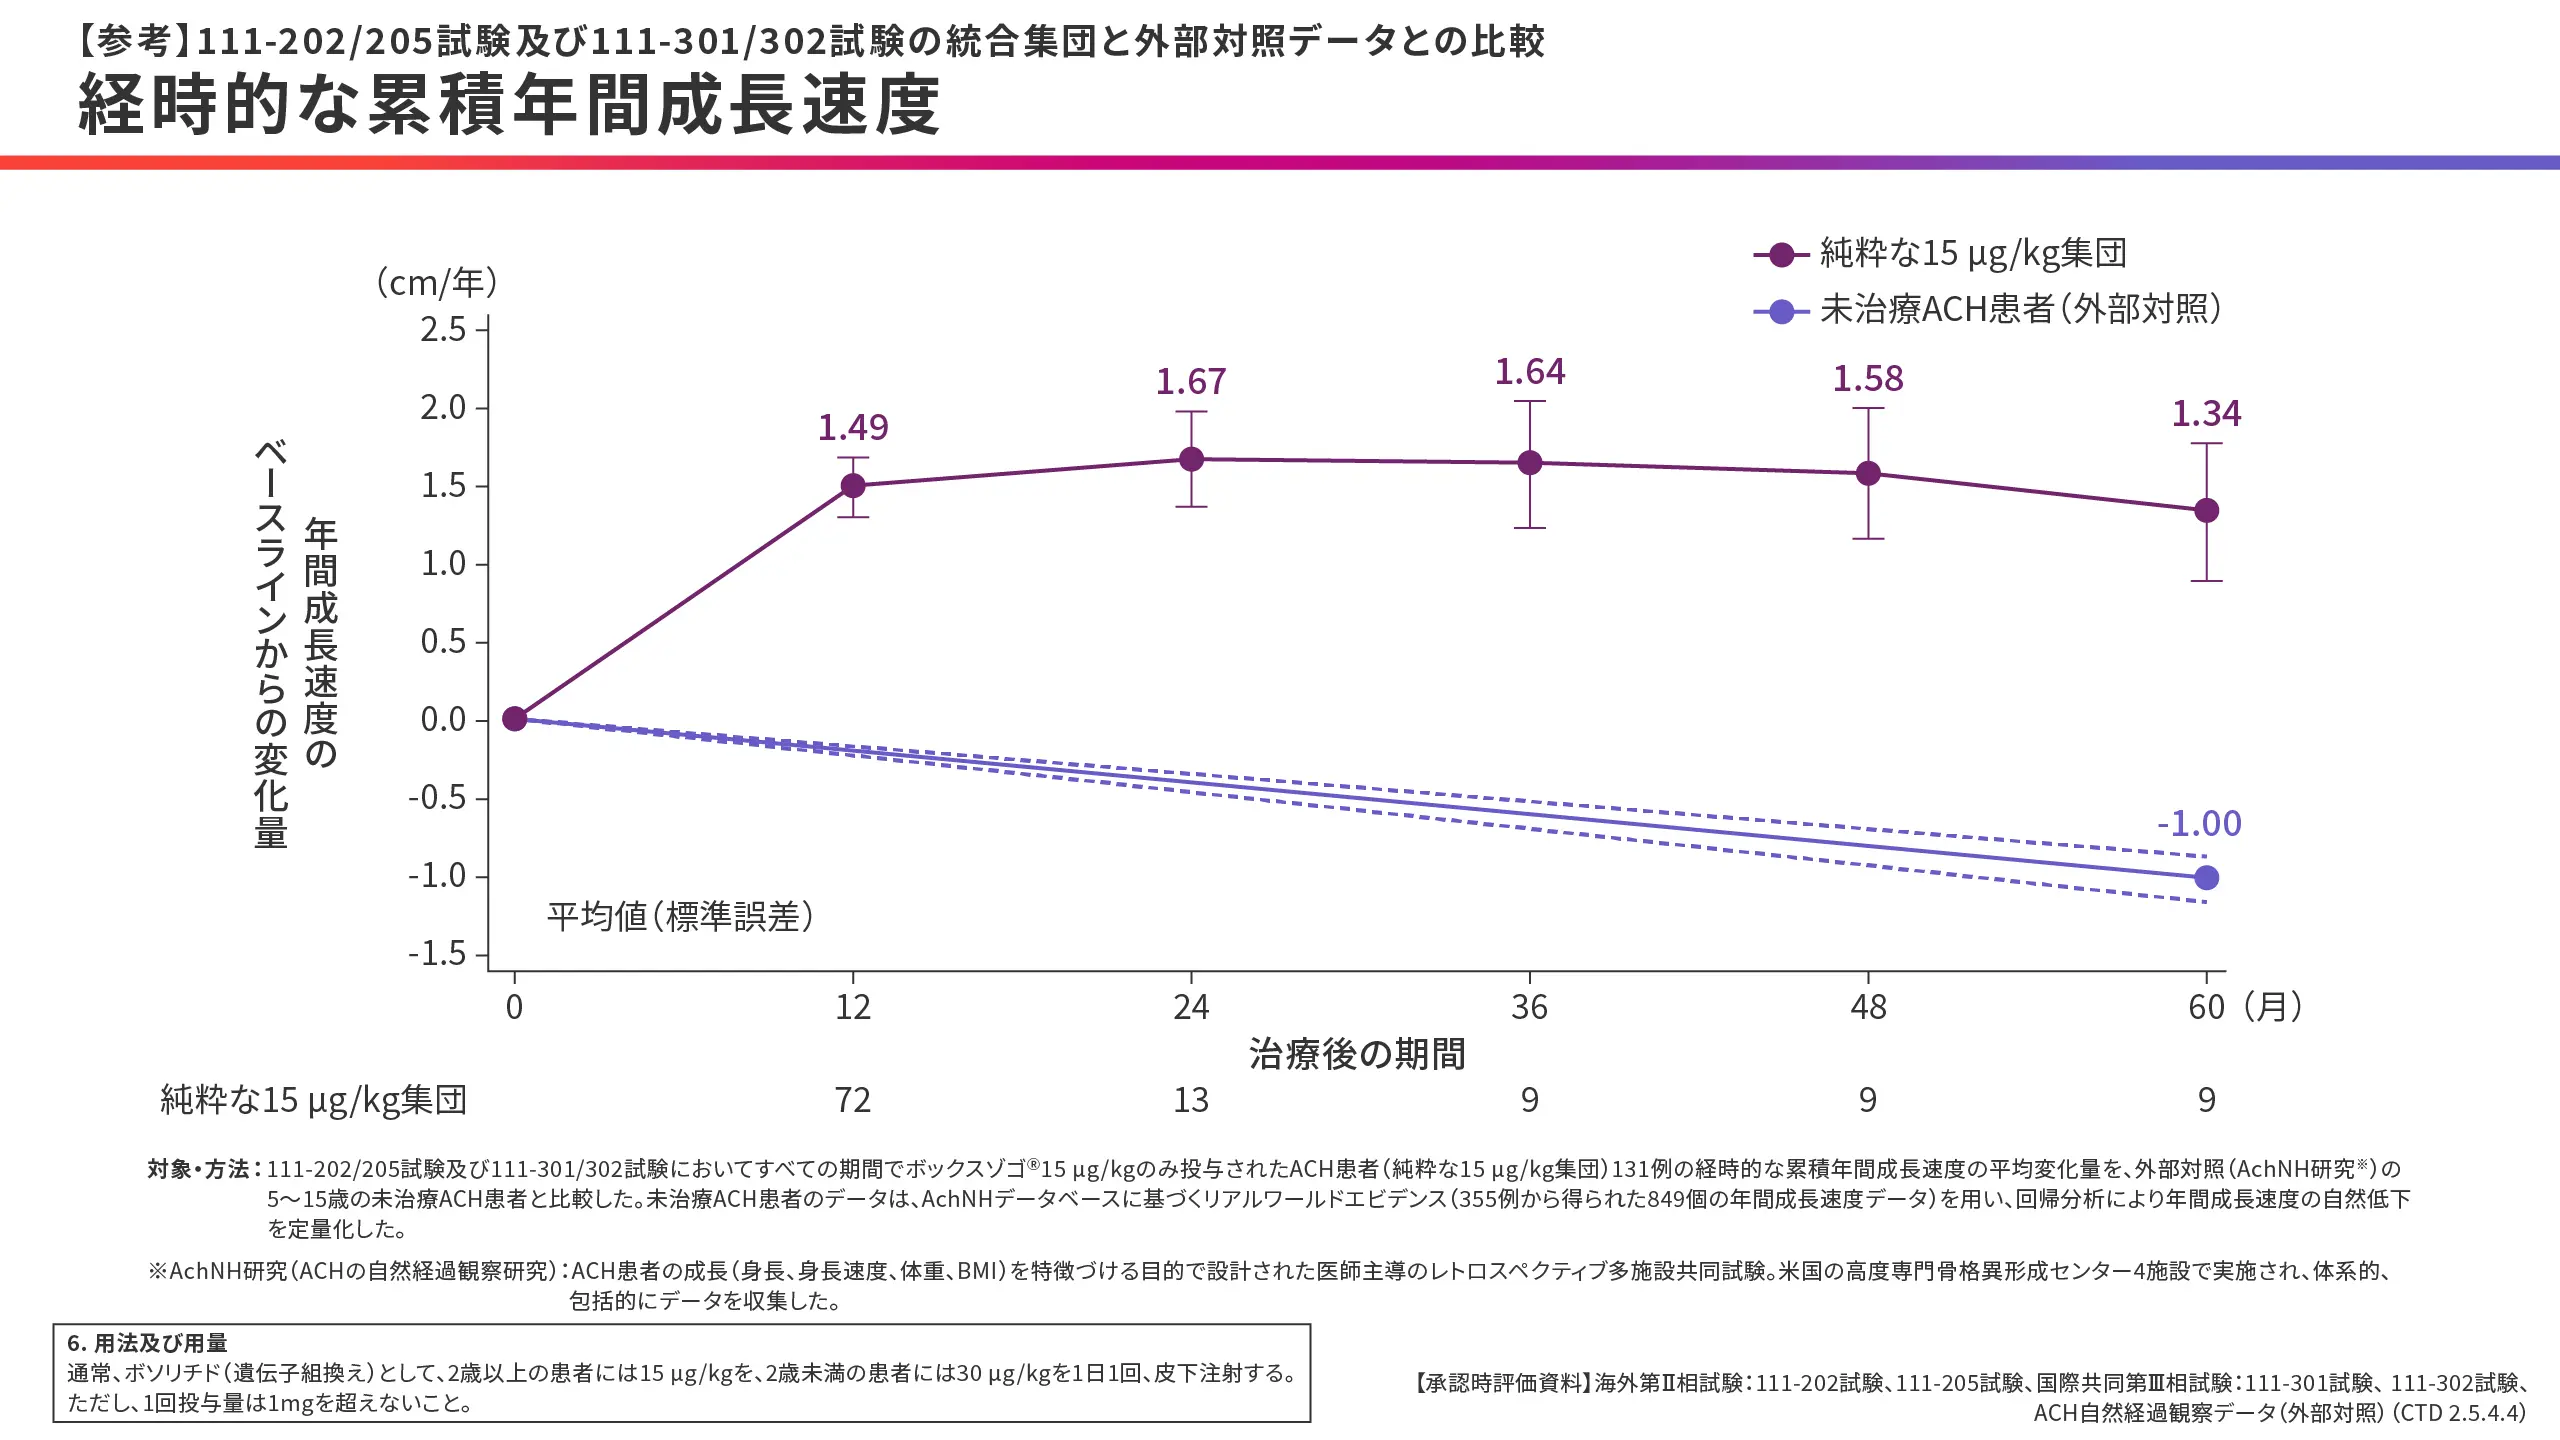 【参考】111-202/205試験及び111-301/302試験の統合集団と外部対照データとの比較
経時的な累積年間成長速度
純粋な15 µg/kg集団
未治療ACH患者（外部対照）
（cm/年）
年間成長速度の
ベースラインからの変化量
2.5
2.0
1.5
1.0
0.5
0.0
-0.5
-1.0
-1.5
1.49
1.67
1.64
1.58
1.34
-1.00
平均値（標準誤差）
0 12 24 36 48 60（月）
治療後の期間
純粋な15 µg/kg集団 72 13 9 9 9
対象・方法：111-202/205試験及び111-301/302試験においてすべての期間でボックスゾゴ®15 µg/kgのみ投与されたACH患者（純粋な15 µg/kg集団）131例の経時的な累積年間成長速度の平均変化量を、外部対照（AchNH研究※）の
5～15歳の未治療ACH患者と比較した。未治療ACH患者のデータは、AchNHデータベースに基づくリアルワールドエビデンス（355例から得られた849個の年間成長速度データ）を用い、回帰分析により年間成長速度の自然低下
を定量化した。
※AchNH研究（ACHの自然経過観察研究）：ACH患者の成長（身長、身長速度、体重、BMI）を特徴づける目的で設計された医師主導のレトロスペクティブ多施設共同試験。米国の高度専門骨格異形成センター4施設で実施され、体系的、
包括的にデータを収集した。
6. 用法及び用量
通常、ボソリチド（遺伝子組換え）として、2歳以上の患者には15 µg/kgを、2歳未満の患者には30 µg/kgを1日1回、皮下注射する。
ただし、1回投与量は1mgを超えないこと。
【承認時評価資料】海外第Ⅱ相試験：111-202試験、111-205試験、国際共同第Ⅲ相試験：111-301試験、111-302試験、
ACH自然経過観察データ（外部対照）（CTD 2.5.4.4）